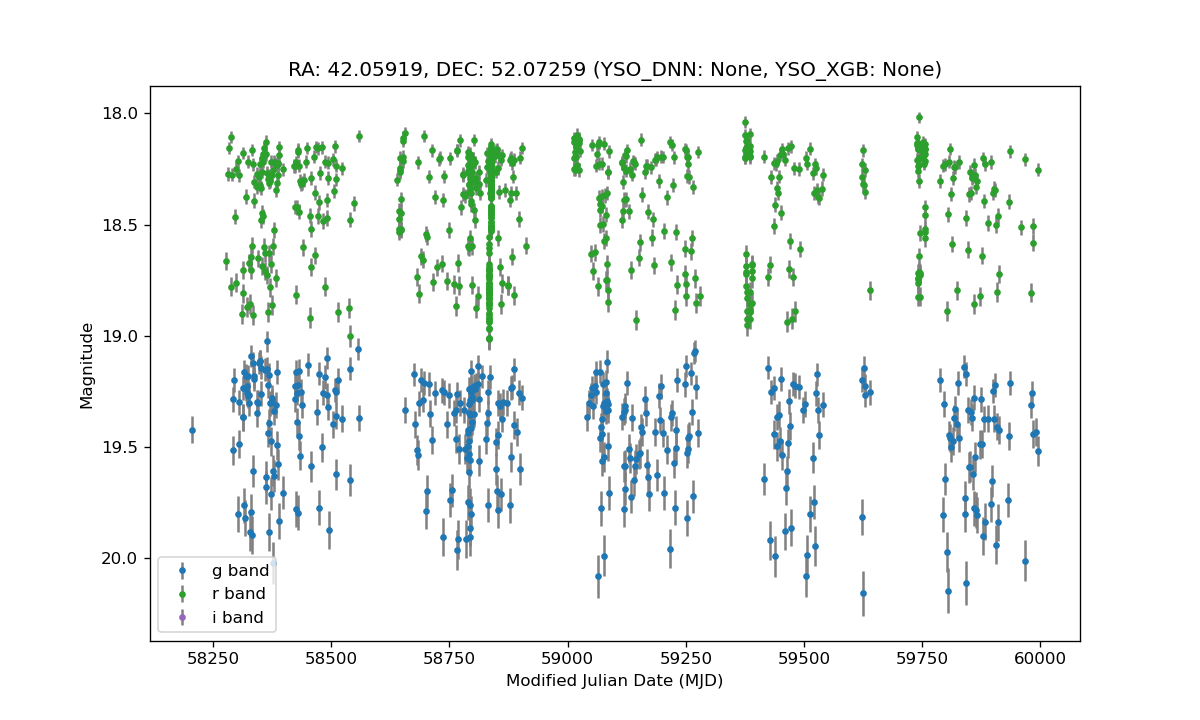 RA: 42.05919, DEC: 52.07259 (YSO_DNN: None, YSO_XGB: None)
18.0
18.5
19.0
19.5
20.0
Magnitude
g band
r band
i band
58250 58500 58750 59000 59250 59500 59750 60000
Modified Julian Date (MJD)